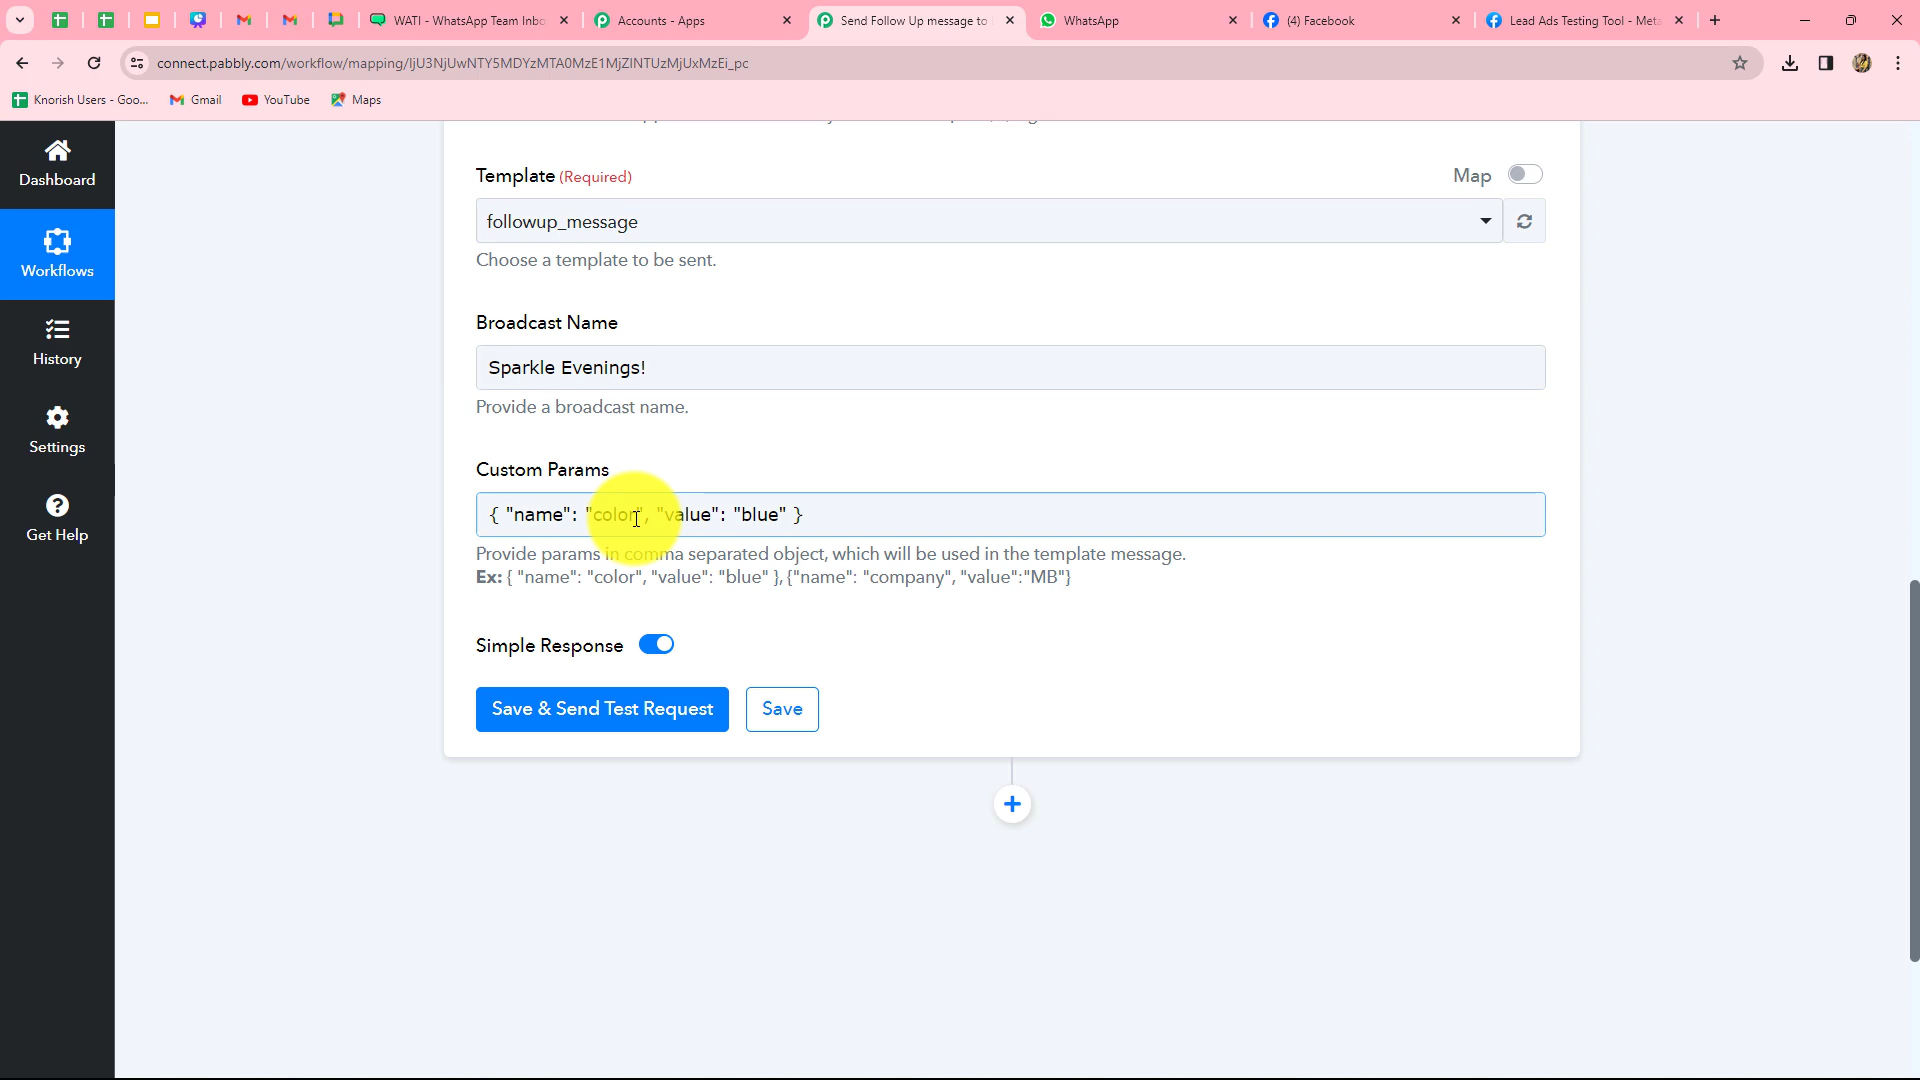 WATI - WhatsApp Team Inbo
Accounts - Apps
Send Follow Up message to
WhatsApp
(4) Facebook
Lead Ads Testing Tool - Meta
connect.pabbly.com/workflow/mapping/IjU3NjUwNTY5MDYzMTA0MzE1MjZlNTUzMjUxMzEi_pc
Knorish Users - Goo...
Gmail
YouTube
Maps
Dashboard
Workflows
History
Settings
Get Help
Template (Required)
Map
followup_message
Choose a template to be sent.
Broadcast Name
Sparkle Evenings!
Provide a broadcast name.
Custom Params
{ "name": "color", "value": "blue" }
Provide params in comma separated object, which will be used in the template message.
Ex: { "name": "color", "value": "blue" }, {"name": "company", "value":"MB"}
Simple Response
Save & Send Test Request
Save